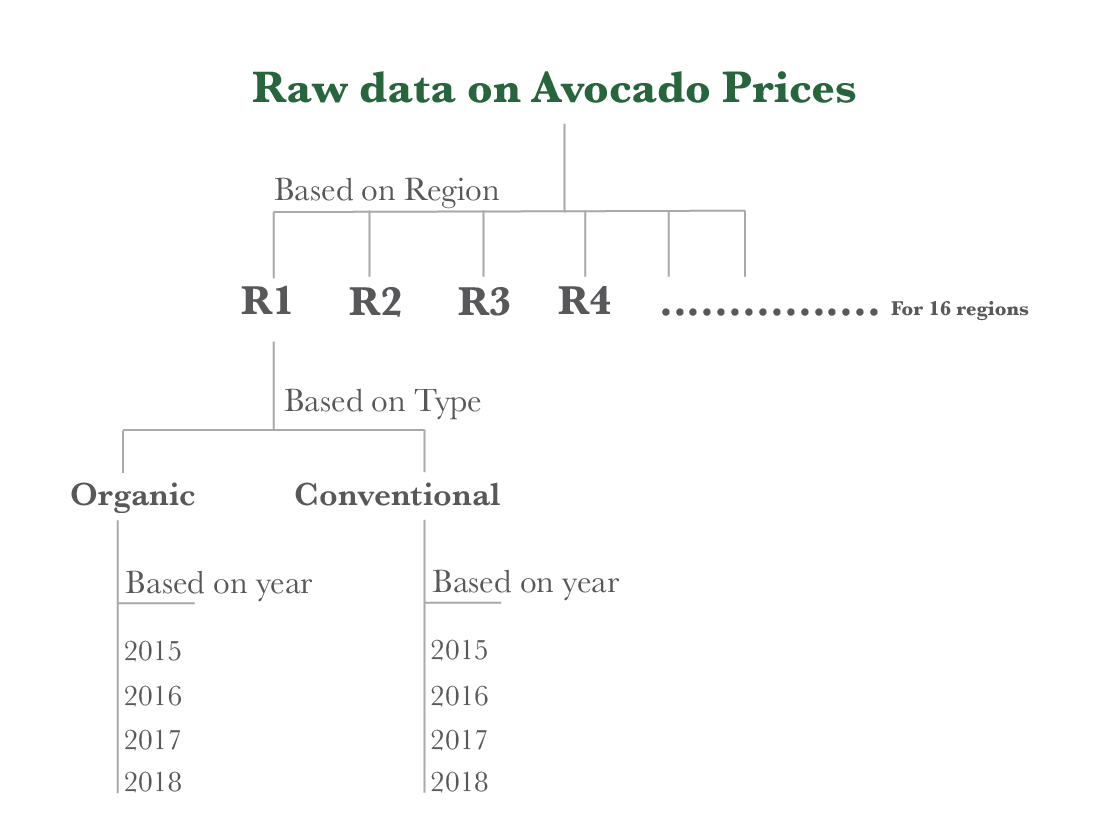 Raw data on Avocado Prices
Based on Region
R1 R2 R3 R4 ................ For 16 regions
Based on Type
Organic Conventional
Based on year Based on year
2015 2015
2016 2016
2017 2017
2018 2018